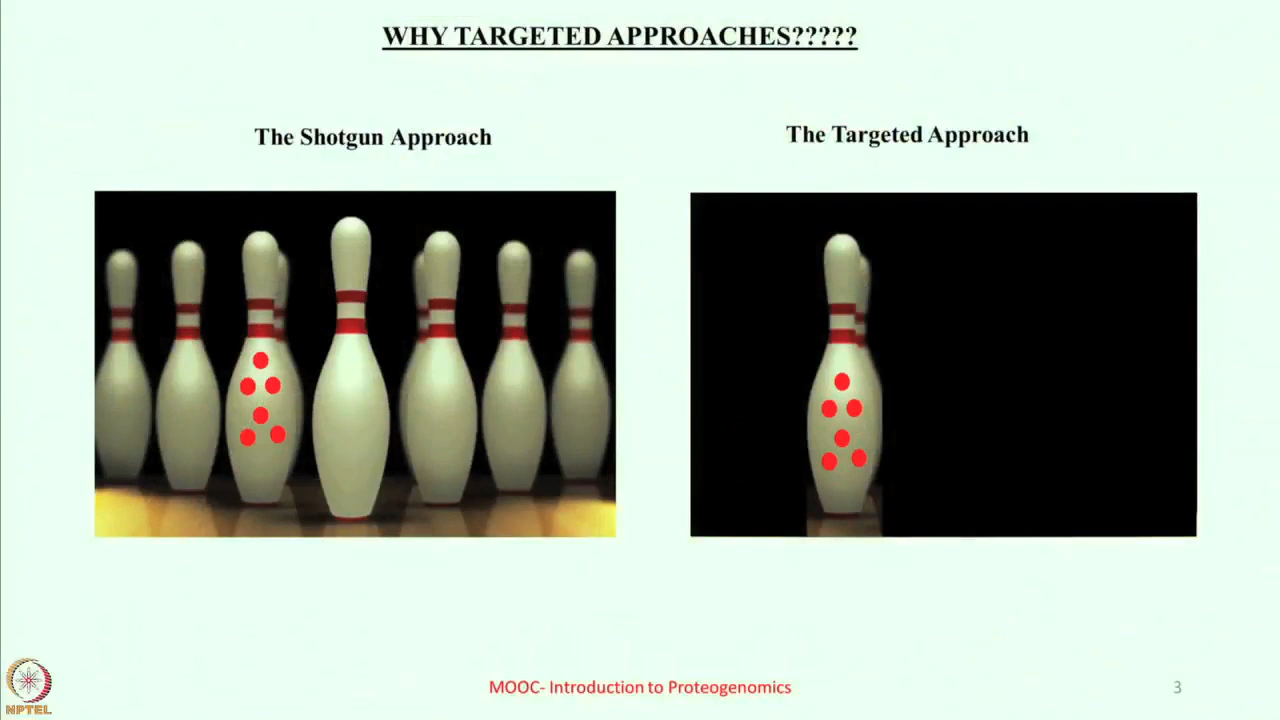 WHY TARGETED APPROACHES?????
The Shotgun Approach
The Targeted Approach
MOOC- Introduction to Proteogenomics
3
NPTEL